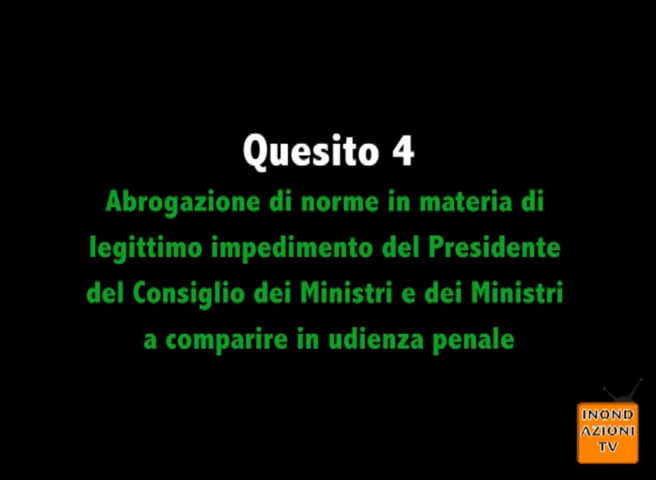 Quesito 4
Abrogazione di norme in materia di
legittimo impedimento del Presidente
del Consiglio dei Ministri e dei Ministri
a comparire in udienza penale
INOND
AZIONI
TV